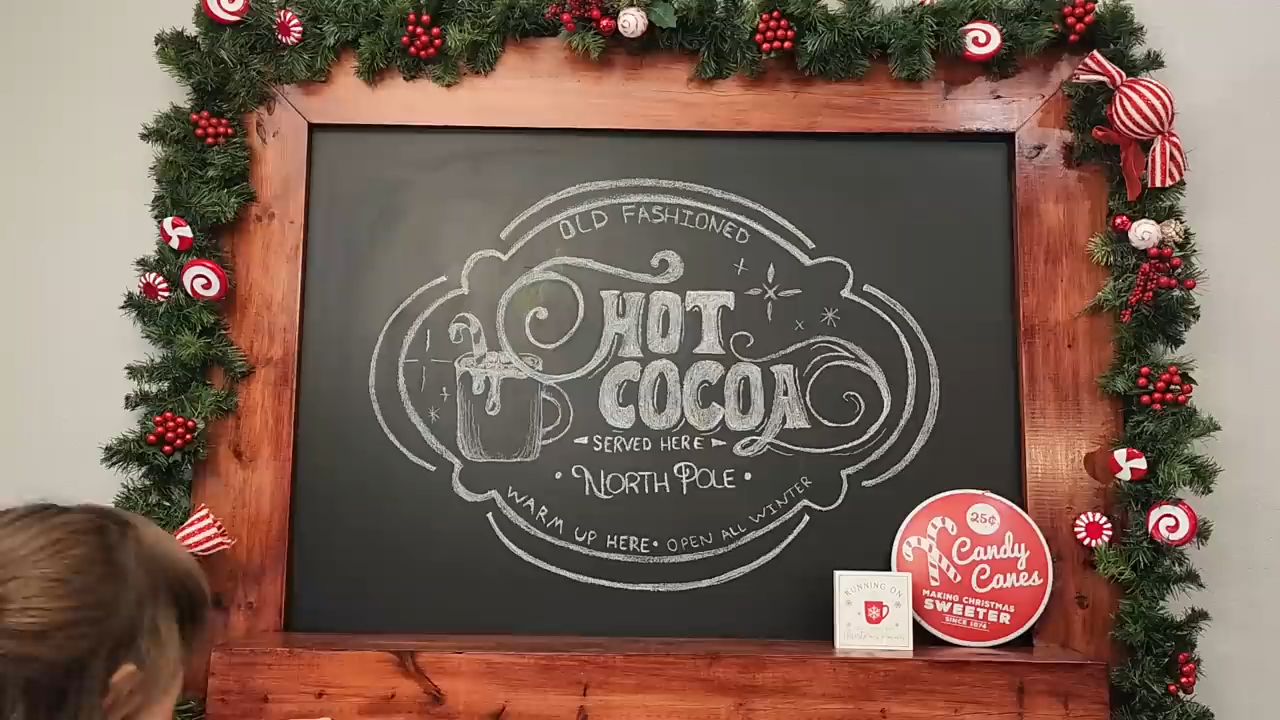 OLD FASHIONED
HOT
COCOA
SERVED HERE
• NORTH POLE •
WARM UP HERE • OPEN ALL WINTER
25¢
Candy
Canes
MAKING CHRISTMAS
SWEETER
SINCE 1874
RUNNING ON